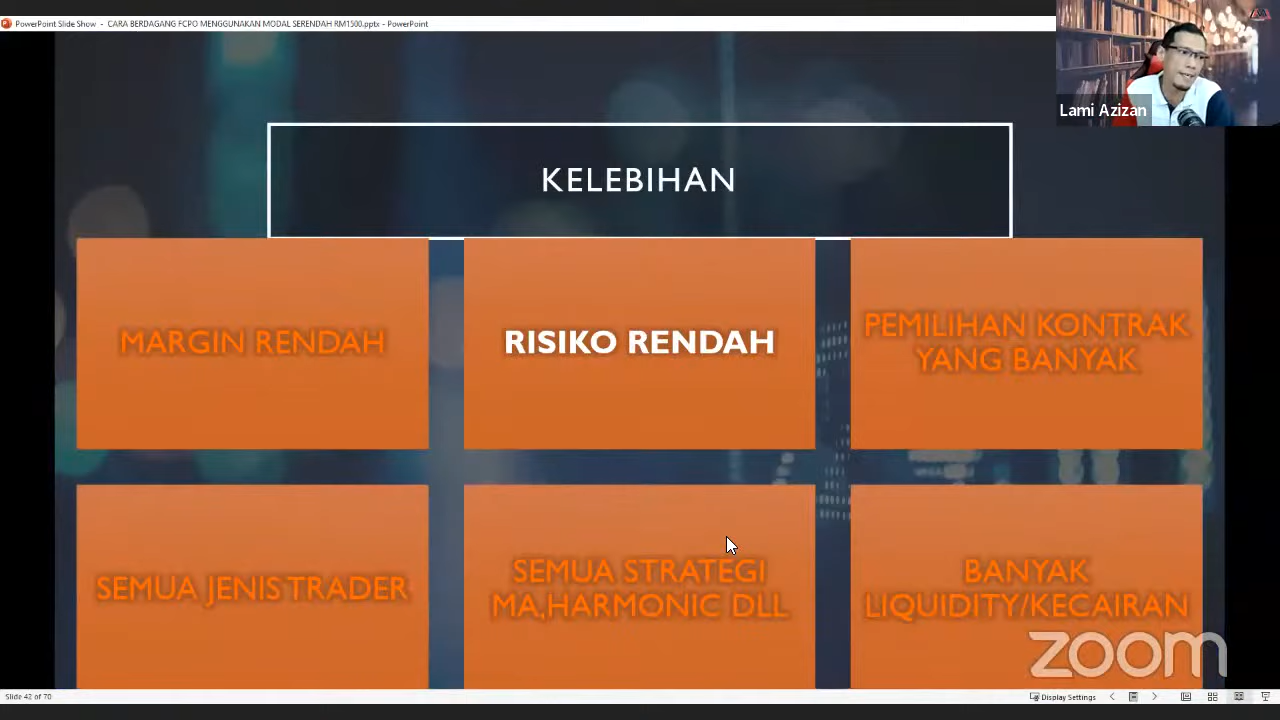 PowerPoint Slide Show - CARA BERDAGANG FCPO MENGGUNAKAN MODAL SERENDAH RM1500.pptx - PowerPoint
Lami Azizan
KELEBIHAN
MARGIN RENDAH
RISIKO RENDAH
PEMILIHAN KONTRAK
YANG BANYAK
SEMUA JENIS TRADER
SEMUA STRATEGI
MA,HARMONIC DLL
BANYAK
LIQUIDITY/KECAIRAN
zoom
Slide 42 of 70
Display Settings